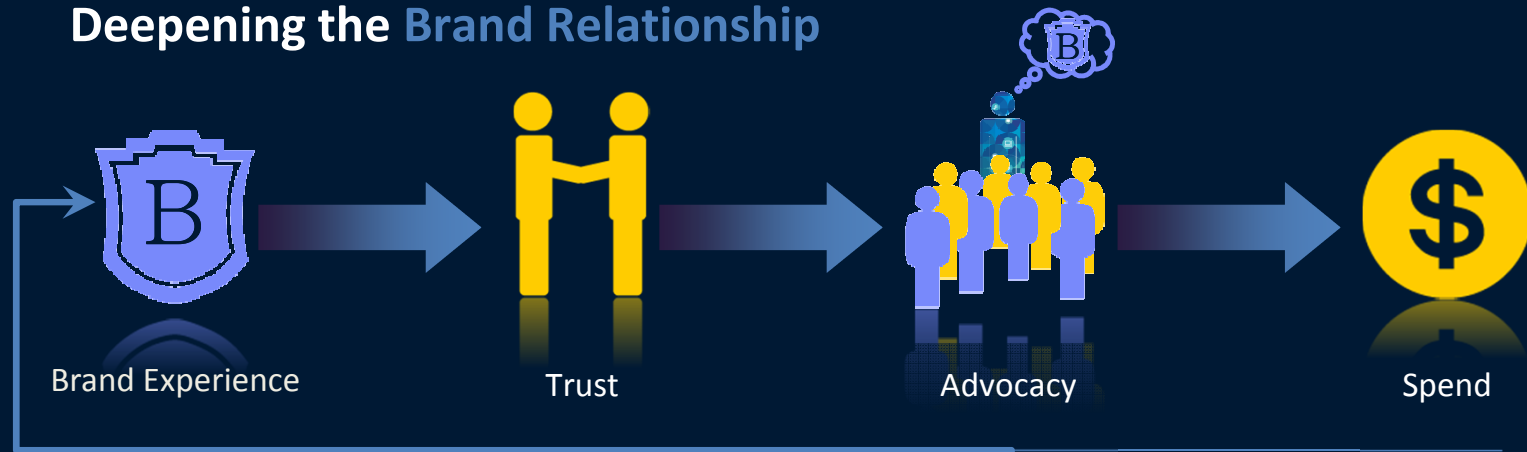 Deepening the Brand Relationship
B
B
$
Brand Experience
Trust
Advocacy
Spend